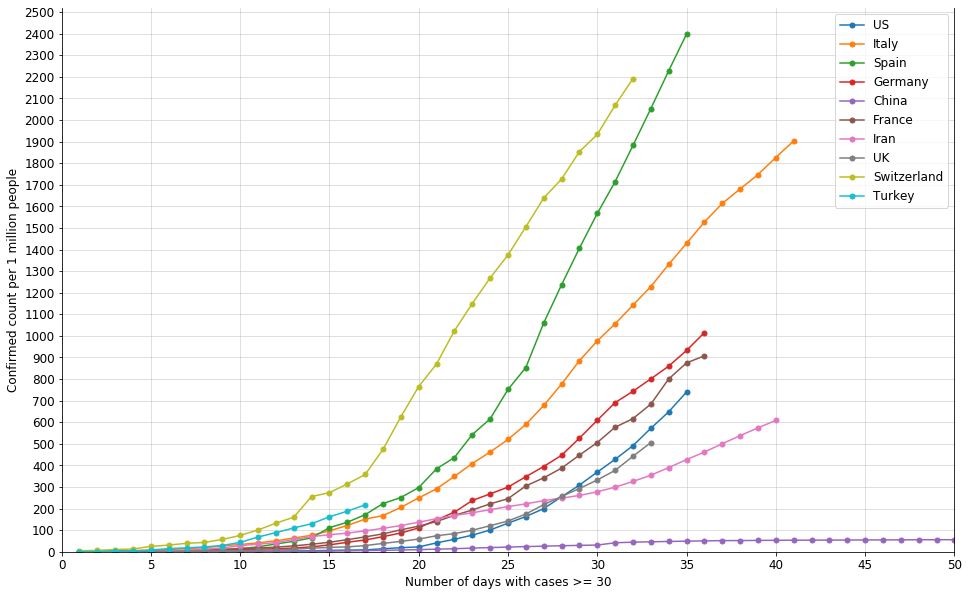 2500
2400
2300
2200
2100
2000
1900
1800
1700
1600
1500
1400
1300
1200
1100
1000
900
800
700
600
500
400
300
200
100
0
Confirmed count per 1 million people
US
Italy
Spain
Germany
China
France
Iran
UK
Switzerland
Turkey
0 5 10 15 20 25 30 35 40 45 50
Number of days with cases >= 30